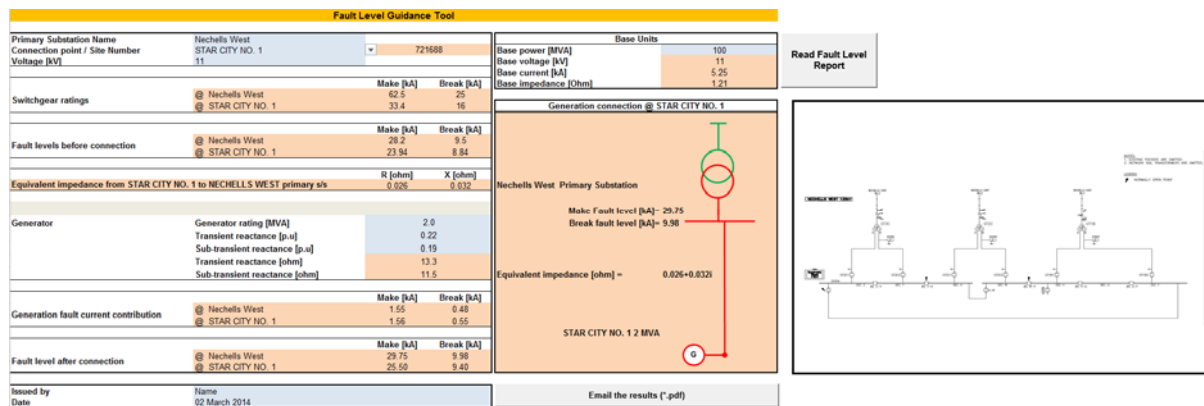 Fault Level Guidance Tool
Primary Substation Name Nechells West
Connection point / Site Number STAR CITY NO. 1 721688
Voltage [kV] 11
Make [kA] Break [kA]
Switchgear ratings
@ Nechells West 62.5 25
@ STAR CITY NO. 1 33.4 16
Make [kA] Break [kA]
Fault levels before connection
@ Nechells West 28.2 9.5
@ STAR CITY NO. 1 23.94 8.84
R [ohm] X [ohm]
Equivalent impedance from STAR CITY NO. 1 to NECHELLS WEST primary s/s 0.026 0.032
Generator Generator rating [MVA] 2.0
Transient reactance [p.u] 0.22
Sub-transient reactance [p.u] 0.19
Transient reactance [ohm] 13.3
Sub-transient reactance [ohm] 11.5
Make [kA] Break [kA]
Generation fault current contribution
@ Nechells West 1.55 0.48
@ STAR CITY NO. 1 1.56 0.55
Make [kA] Break [kA]
Fault level after connection
@ Nechells West 29.75 9.98
@ STAR CITY NO. 1 25.50 9.40
Issued by Name
Date 02 March 2014
Base Units
Base power [MVA] 100
Base voltage [kV] 11
Base current [kA] 5.25
Base impedance [Ohm] 1.21
Generation connection @ STAR CITY NO. 1
Nechells West Primary Substation
Make Fault level [kA]= 29.75
Break fault level [kA]= 9.98
Equivalent impedance [ohm] = 0.026+0.032i
STAR CITY NO. 1 2 MVA
G
Email the results (*.pdf)
Read Fault Level
Report